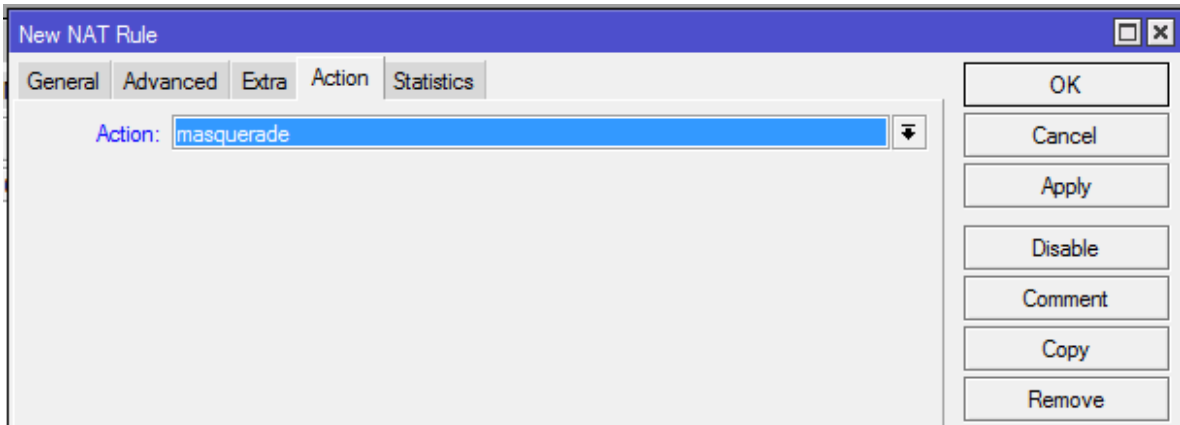 New NAT Rule
General Advanced Extra Action Statistics
Action: masquerade
OK
Cancel
Apply
Disable
Comment
Copy
Remove